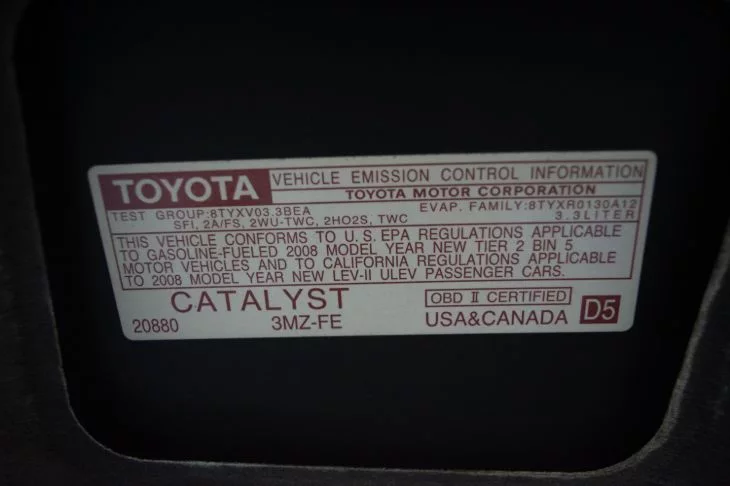 TOYOTA
VEHICLE EMISSION CONTROL INFORMATION
TOYOTA MOTOR CORPORATION
TEST GROUP:8TYXV03.3BEA
EVAP. FAMILY:8TYXR0130A12
SFI, 2A/FS, 2WU-TWC, 2HO2S, TWC
3.3LITER
THIS VEHICLE CONFORMS TO U.S. EPA REGULATIONS APPLICABLE
TO GASOLINE-FUELED 2008 MODEL YEAR NEW TIER 2 BIN 5
MOTOR VEHICLES AND TO CALIFORNIA REGULATIONS APPLICABLE
TO 2008 MODEL YEAR NEW LEV-II ULEV PASSENGER CARS.
CATALYST
OBD II CERTIFIED
20880
3MZ-FE
USA&CANADA
D5